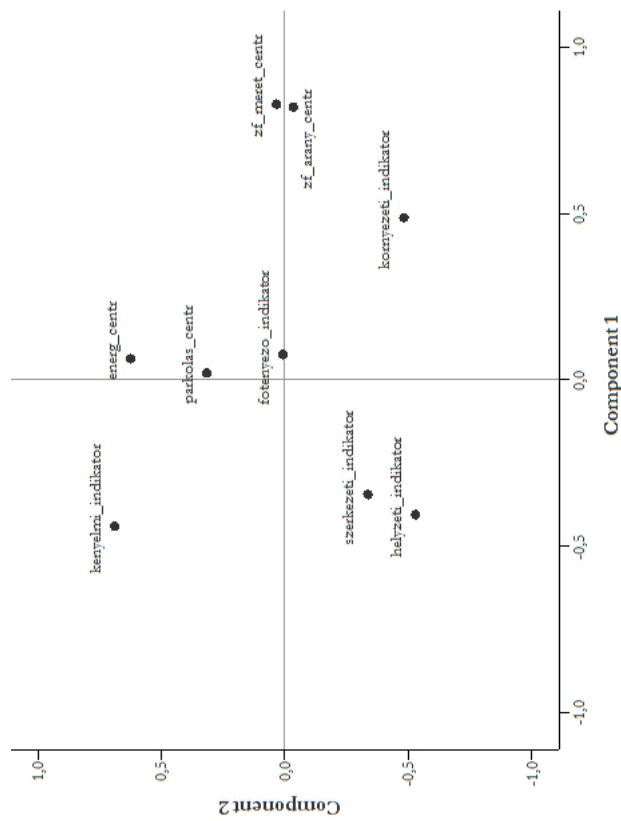 Component 2
1,0
0,5
0,0
-0,5
-1,0
kenyelmi_indikator
energ_centr
parkolas_centr
fotenyezo_indikator
zf_meret_centr
zf_arany_centr
kornyezeti_indikator
szerkezeti_indikator
helyzeti_indikator
-1,0
-0,5
0,0
0,5
1,0
Component 1